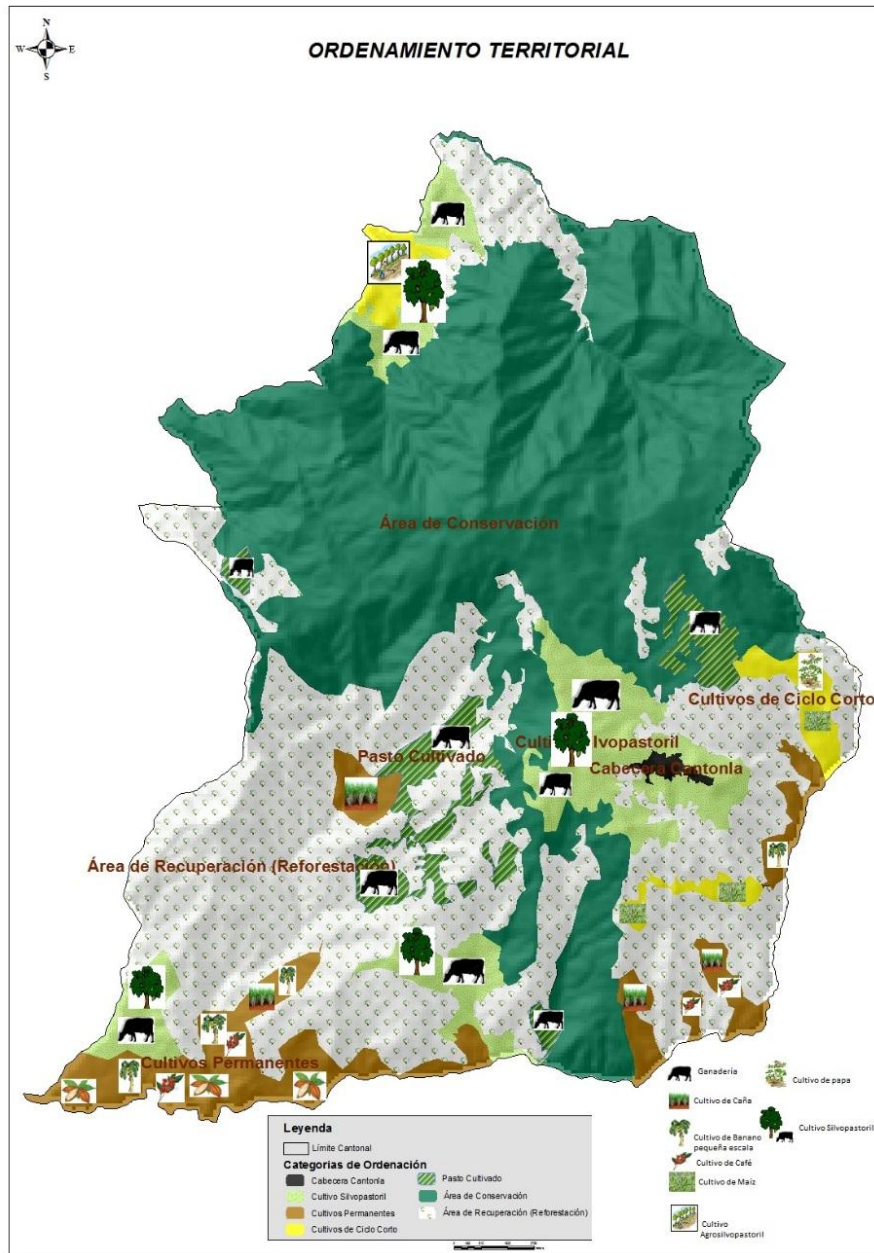 N
W E
S
ORDENAMIENTO TERRITORIAL
Área de Conservación
Cultivos de Ciclo Corto
Pasto Cultivado
Culti lvopastoril
Cabecera Cantonla
Área de Recuperación (Reforestación)
Cultivos Permanentes
Leyenda
Límite Cantonal
Categorias de Ordenación
Cabecera Cantonla
Cultivo Silvopastoril
Cultivos Permanentes
Cultivos de Ciclo Corto
Pasto Cultivado
Área de Conservación
Área de Recuperación (Reforestación)
Ganadería
Cultivo de Caña
Cultivo de Banano
pequeña escala
Cultivo de Café
Cultivo de Maíz
Cultivo
Agrosilvopastoril
Cultivo de papa
Cultivo Silvopastoril